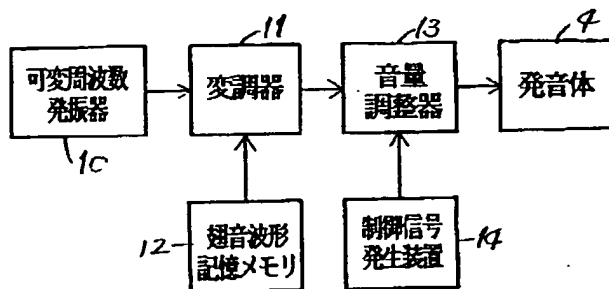 11
13
4
可変周波数
発振器
変調器
音量
調整器
発音体
10
12
翅音波形
記憶メモリ
制御信号
発生装置
14